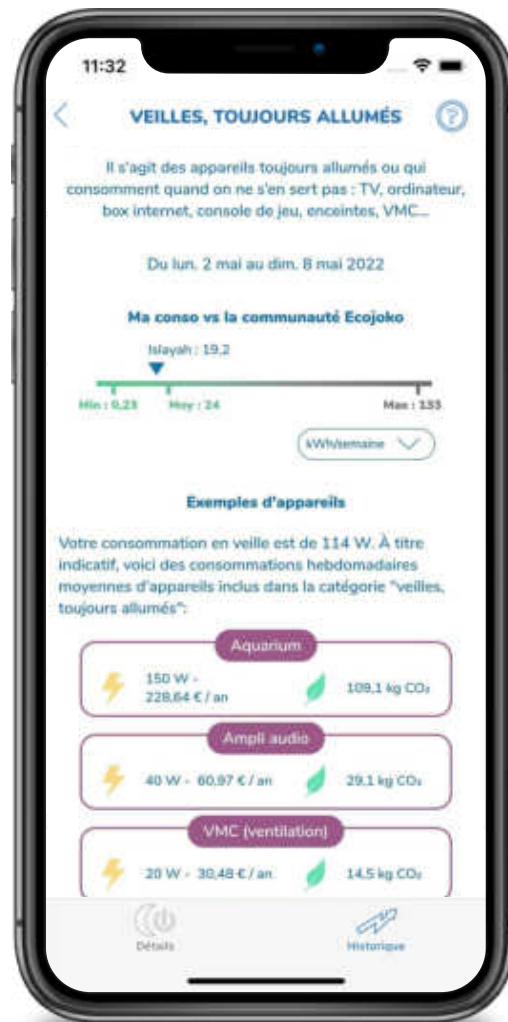 11:32
VEILLES, TOUJOURS ALLUMÉS
?
Il s'agit des appareils toujours allumés ou qui
consomment quand on ne s'en sert pas : TV, ordinateur,
box internet, console de jeu, enceintes, VMC...
Du lun. 2 mai au dim. 8 mai 2022
Ma conso vs la communauté Ecojoko
Islayah : 19,2
Min : 0,23 Moy : 24 Max : 133
kWh/semaine
Exemples d'appareils
Votre consommation en veille est de 114 W. À titre
indicatif, voici des consommations hebdomadaires
moyennes d'appareils inclus dans la catégorie "veilles,
toujours allumés":
Aquarium
150 W -
228,64 € / an
109,1 kg CO₂
Ampli audio
40 W - 60,97 € / an 29,1 kg CO₂
VMC (ventilation)
20 W - 30,48 € / an 14,5 kg CO₂
Détails Historique